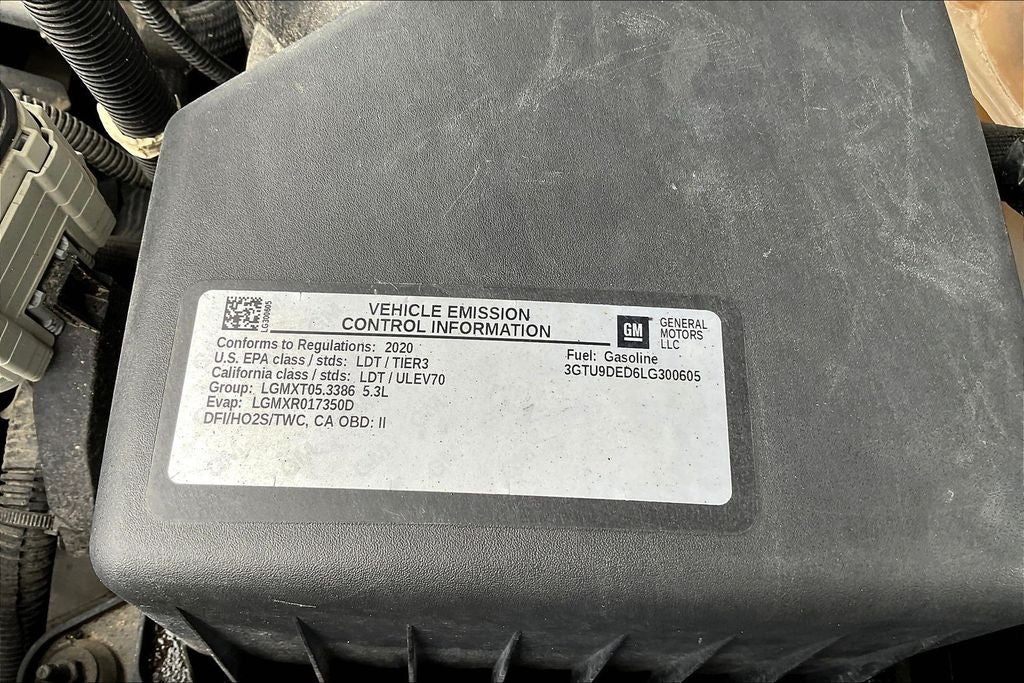 LG300605
VEHICLE EMISSION
CONTROL INFORMATION
GM
GENERAL
MOTORS
LLC
Conforms to Regulations: 2020
U.S. EPA class / stds: LDT / TIER3
California class / stds: LDT / ULEV70
Group: LGMXT05.3386 5.3L
Evap: LGMXR017350D
DFI/HO2S/TWC, CA OBD: II
Fuel: Gasoline
3GTU9DED6LG300605